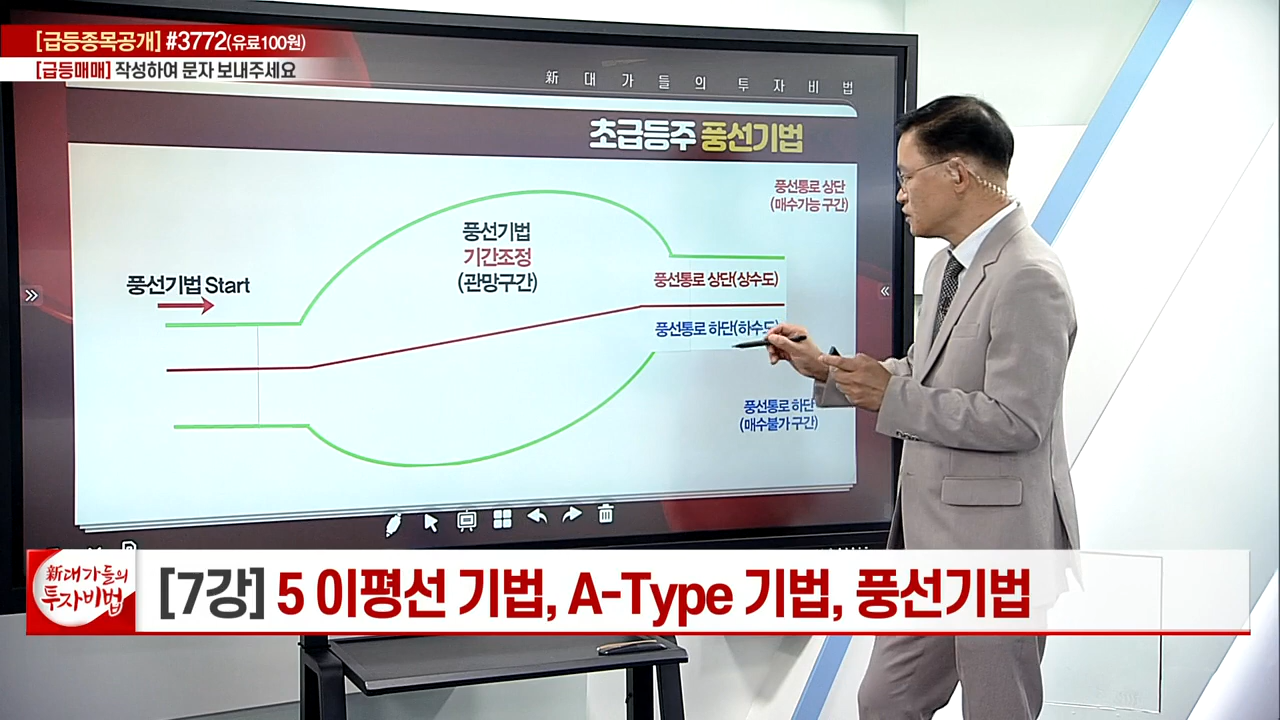 [급등종목공개] #3772(유료100원)
[급등매매] 작성하여 문자 보내주세요
新 대 가 들 의 투 자 비 법
초급등주 풍선기법
풍선통로 상단
(매수가능 구간)
풍선기법
기간조정
(관망구간)
풍선기법 Start
풍선통로 상단(상수도)
풍선통로 하단(하수도)
풍선통로 하단
(매수불가 구간)
新대가들의
투자비법
[7강] 5 이평선 기법, A-Type 기법, 풍선기법